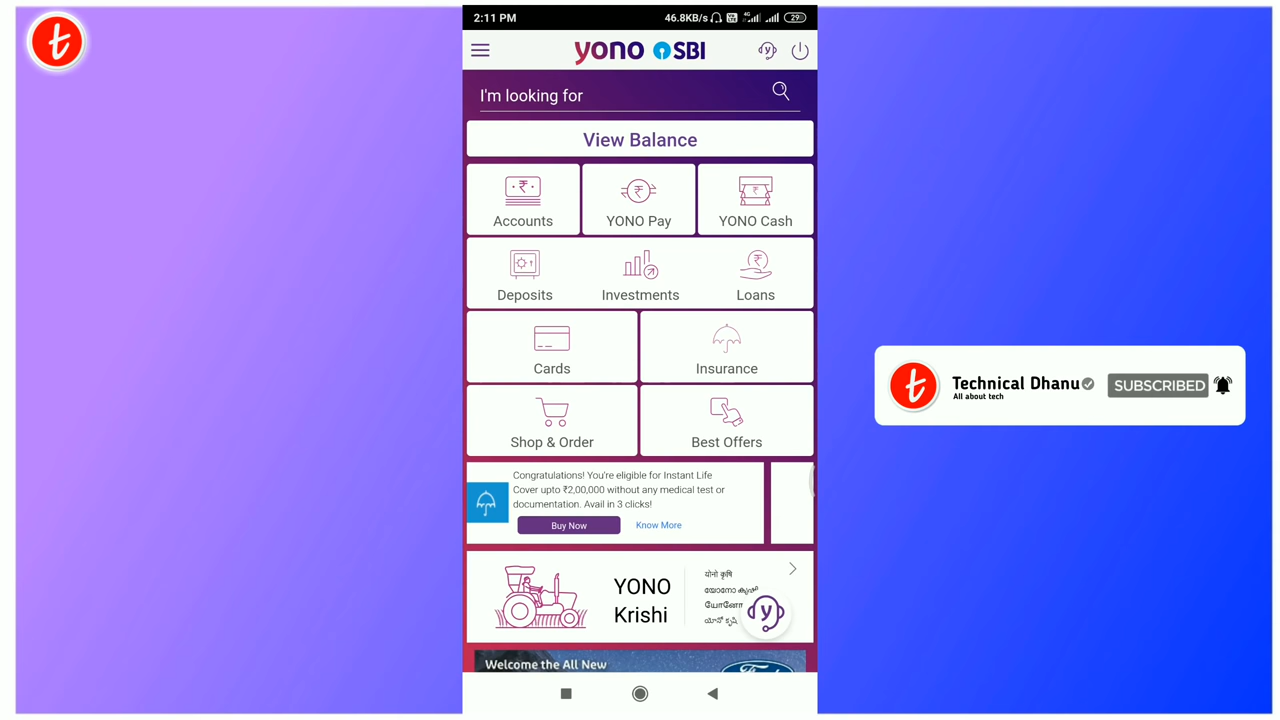 2:11 PM
46.8KB/s
4G
29
yono SBI
I'm looking for
View Balance
Accounts
YONO Pay
YONO Cash
Deposits
Investments
Loans
Cards
Insurance
Shop & Order
Best Offers
Congratulations! You're eligible for Instant Life
Cover upto ₹2,00,000 without any medical test or
documentation. Avail in 3 clicks!
Buy Now
Know More
YONO
Krishi
योनो कृषि
Welcome the All New
Ford
t
t
Technical Dhanu
All about tech
SUBSCRIBED